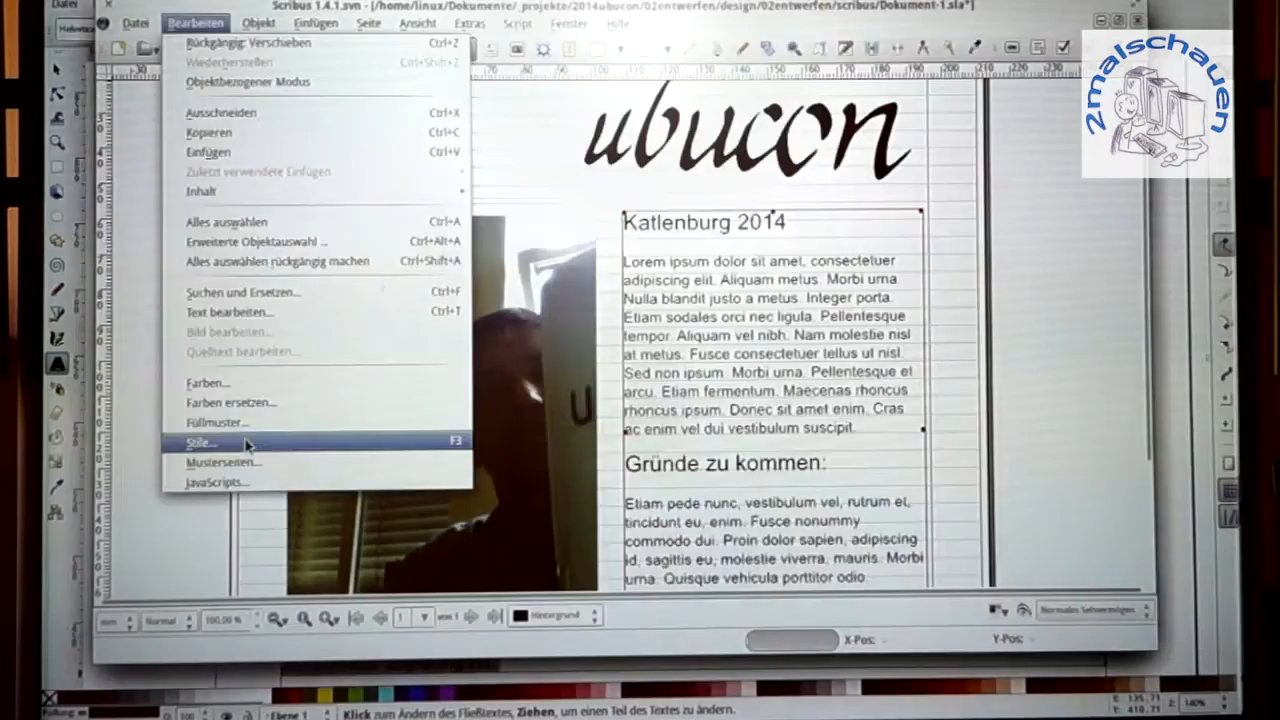 Datei
Scribus 1.4.1.svn - [/home/linux/Dokumente/_projekte/2014ubucon/02entwerfen/design/02entwerfen/scribus/Dokument-1.sla*]
Datei Bearbeiten Objekt Einfügen Seite Ansicht Extras Script Fenster Hilfe
Rückgängig: Verschieben Ctrl+Z
Wiederherstellen Ctrl+Shift+Z
Objektbezogener Modus
Ausschneiden Ctrl+X
Kopieren Ctrl+C
Einfügen Ctrl+V
Zuletzt verwendete Einfügen
Inhalt
Alles auswählen Ctrl+A
Erweiterte Objektauswahl ... Ctrl+Alt+A
Alles auswählen rückgängig machen Ctrl+Shift+A
Suchen und Ersetzen... Ctrl+F
Text bearbeiten... Ctrl+T
Bild bearbeiten...
Quelltext bearbeiten...
Farben...
Farben ersetzen...
Füllmuster...
Stile... F3
Musterseiten...
JavaScripts...
2malschauen
ubucon
Katlenburg 2014
Lorem ipsum dolor sit amet, consectetuer
adipiscing elit. Aliquam metus. Morbi urna.
Nulla blandit justo a metus. Integer porta.
Etiam sodales orci nec ligula. Pellentesque
tempor. Aliquam vel nibh. Nam molestie nisl
at metus. Fusce consectetuer tellus ut nisl.
Sed non ipsum. Morbi urna. Pellentesque et
arcu. Etiam fermentum. Maecenas rhoncus
rhoncus ipsum. Donec sit amet enim. Cras
ac enim vel dui vestibulum suscipit.
Gründe zu kommen:
Etiam pede nunc, vestibulum vel, rutrum et,
tincidunt eu, enim. Fusce nonummy
commodo dui. Proin dolor sapien, adipiscing
id, sagittis eu, molestie viverra, mauris. Morbi
urna. Quisque vehicula porttitor odio.
mm Normal 100,00 % 1 von 1 Hintergrund Normales Sehvermögen
X-Pos: - Y-Pos: -
Ebene 1 Klick zum Ändern des Fließtextes, Ziehen, um einen Teil des Textes zu ändern.
X: 135,71
Y: 410,71
Z: 140%